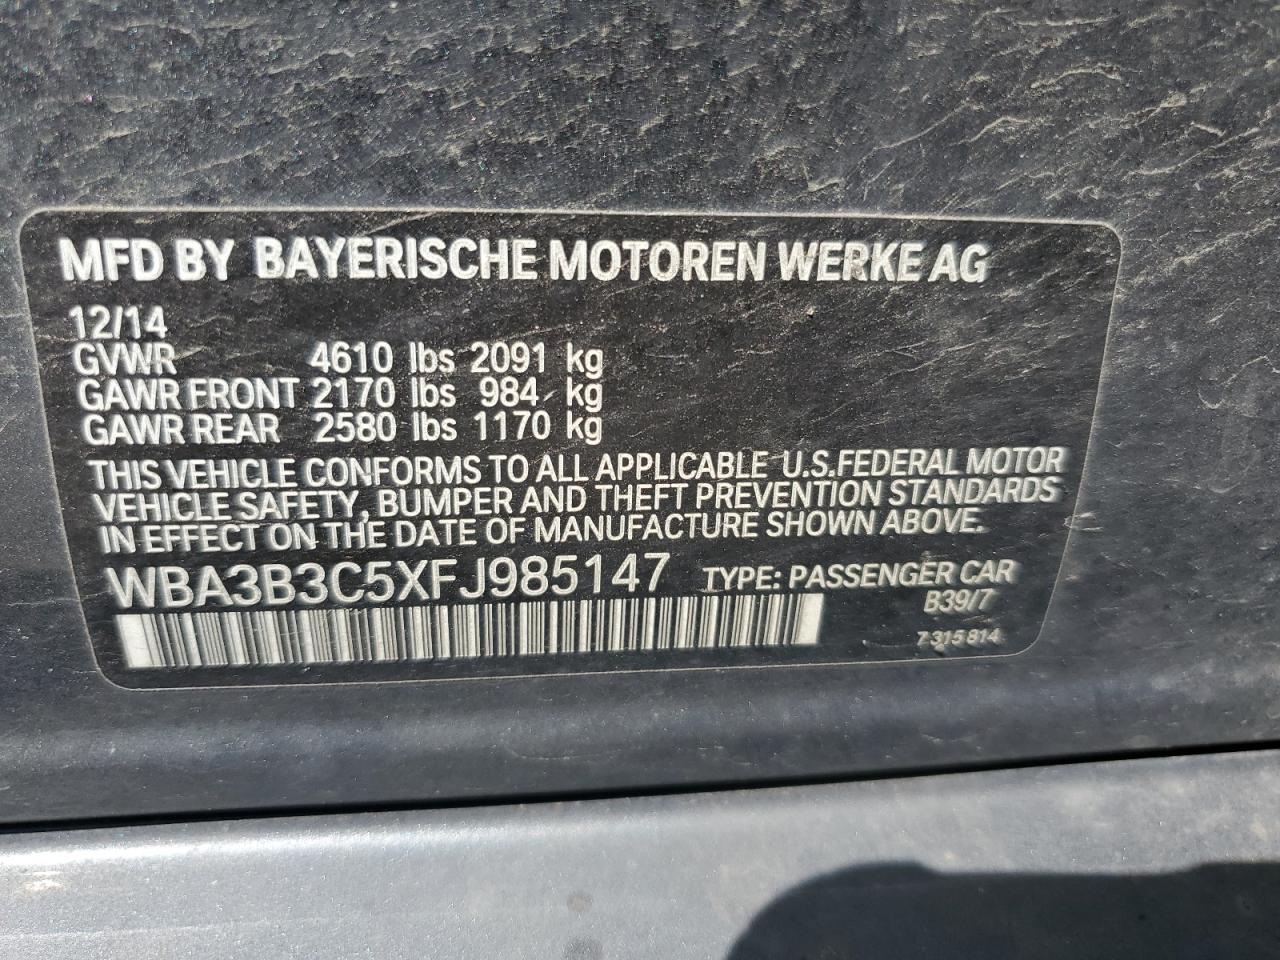 MFD BY BAYERISCHE MOTOREN WERKE AG
12/14
GVWR 4610 lbs 2091 kg
GAWR FRONT 2170 lbs 984 kg
GAWR REAR 2580 lbs 1170 kg
THIS VEHICLE CONFORMS TO ALL APPLICABLE U.S.FEDERAL MOTOR
VEHICLE SAFETY, BUMPER AND THEFT PREVENTION STANDARDS
IN EFFECT ON THE DATE OF MANUFACTURE SHOWN ABOVE.
WBA3B3C5XFJ985147 TYPE: PASSENGER CAR
B39/7
7 315 814